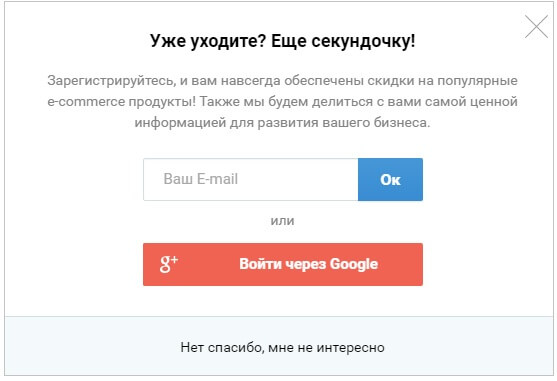 Уже уходите? Еще секундочку!
Зарегистрируйтесь, и вам навсегда обеспечены скидки на популярные
e-commerce продукты! Также мы будем делиться с вами самой ценной
информацией для развития вашего бизнеса.
Ваш E-mail
Ок
или
g+ Войти через Google
Нет спасибо, мне не интересно